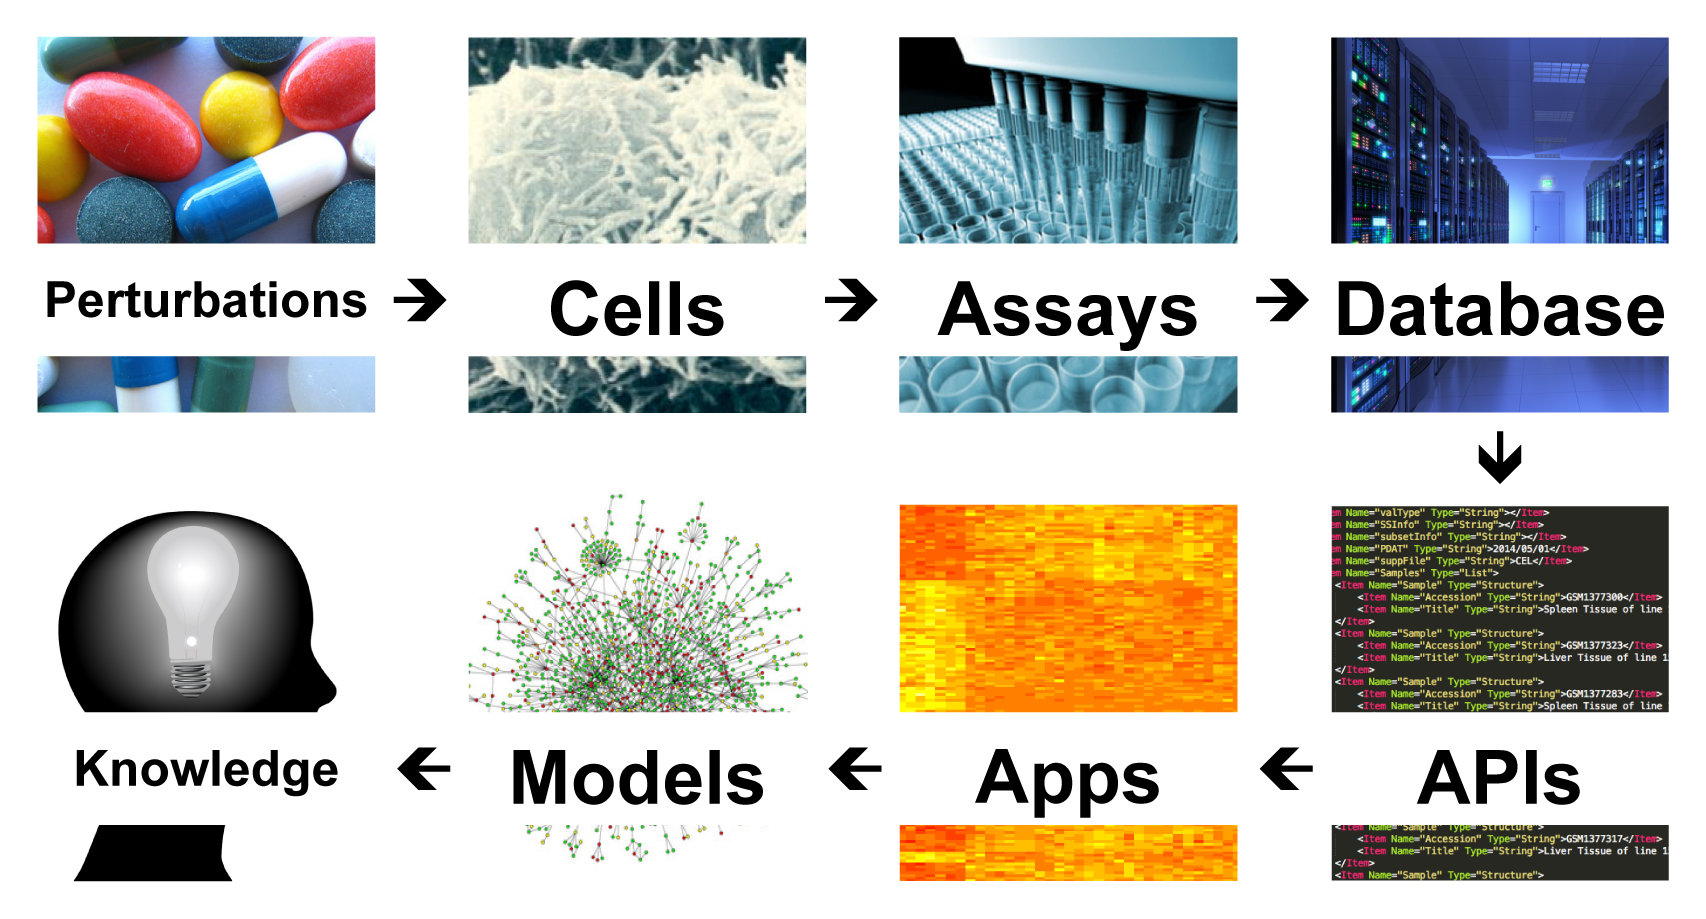 Perturbations → Cells → Assays → Database
em Name="valType" Type="String"></Item>
em Name="SSInfo" Type="String"></Item>
em Name="subsetInfo" Type="String"></Item>
em Name="PDAT" Type="String">2014/05/01</Item>
em Name="suppFile" Type="String">CEL</Item>
em Name="Samples" Type="List">
<Item Name="Sample" Type="Structure">
<Item Name="Accession" Type="String">GSM1377300</Item>
<Item Name="Title" Type="String">Spleen Tissue of line
</Item>
<Item Name="Sample" Type="Structure">
<Item Name="Accession" Type="String">GSM1377323</Item>
<Item Name="Title" Type="String">Liver Tissue of line 1
</Item>
<Item Name="Sample" Type="Structure">
<Item Name="Accession" Type="String">GSM1377283</Item>
<Item Name="Title" Type="String">Spleen Tissue of line
Knowledge ← Models ← Apps ← APIs
<Item Name="Sample" Type="Structure">
<Item Name="Accession" Type="String">GSM1377317</Item>
<Item Name="Title" Type="String">Liver Tissue of line 1
</Item>
<Item Name="Sample" Type="Structure">